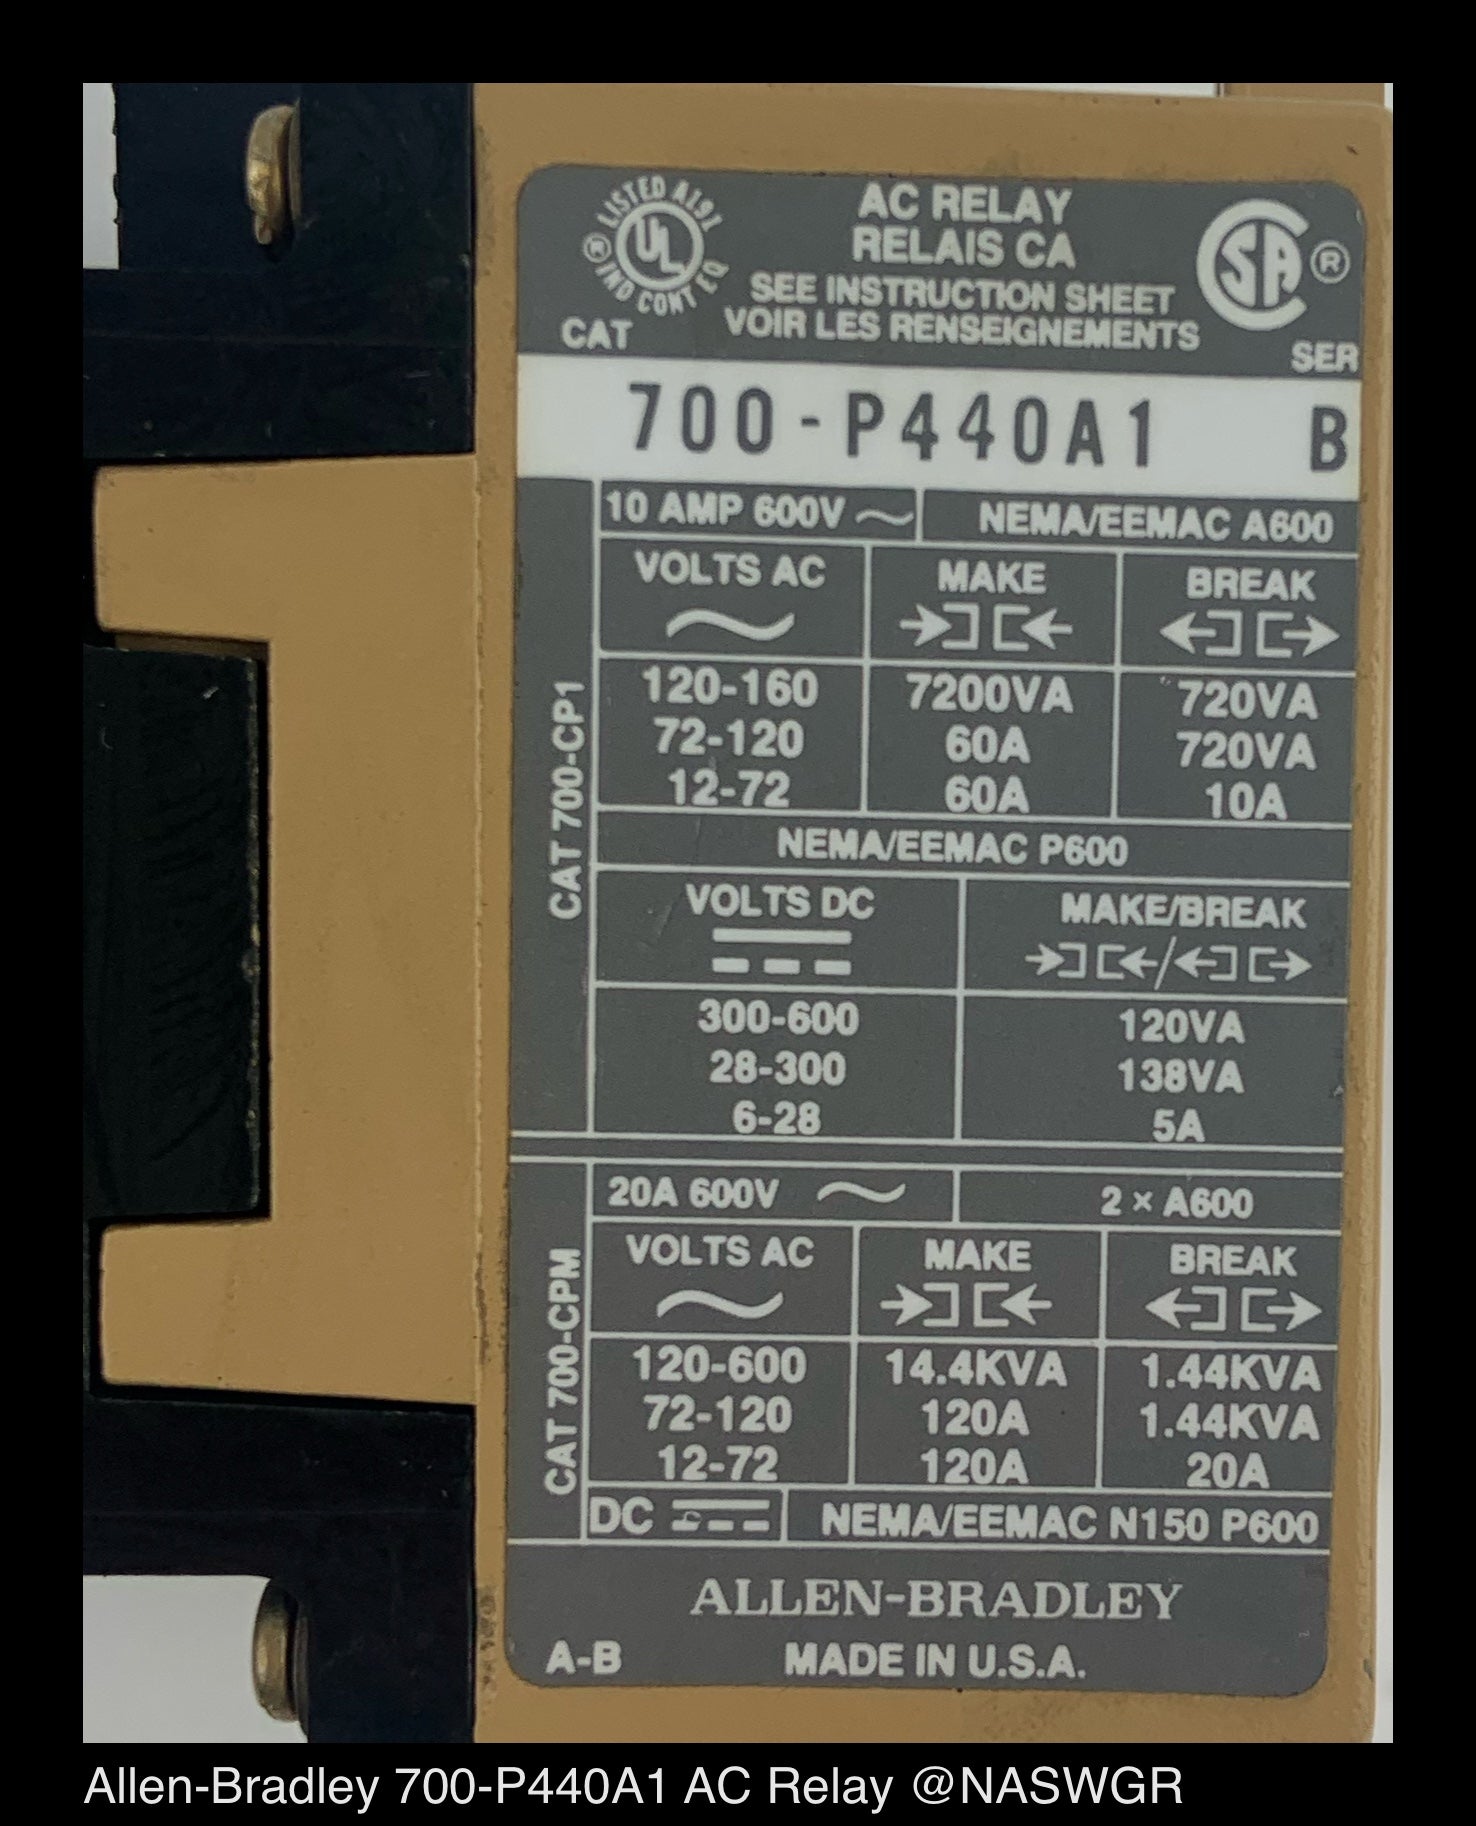 LISTED A191
UL
® IND CONT EQ
AC RELAY
RELAIS CA
SA ®
SEE INSTRUCTION SHEET
VOIR LES RENSEIGNEMENTS
CAT
SER
700-P440A1 B
CAT 700-CP1
10 AMP 600V NEMA/EEMAC A600
VOLTS AC MAKE BREAK
120-160 7200VA 720VA
72-120 60A 720VA
12-72 60A 10A
NEMA/EEMAC P600
VOLTS DC MAKE/BREAK
300-600 120VA
28-300 138VA
6-28 5A
CAT 700-CPM
20A 600V 2 × A600
VOLTS AC MAKE BREAK
120-600 14.4KVA 1.44KVA
72-120 120A 1.44KVA
12-72 120A 20A
DC NEMA/EEMAC N150 P600
ALLEN-BRADLEY
A-B MADE IN U.S.A.
Allen-Bradley 700-P440A1 AC Relay @NASWGR